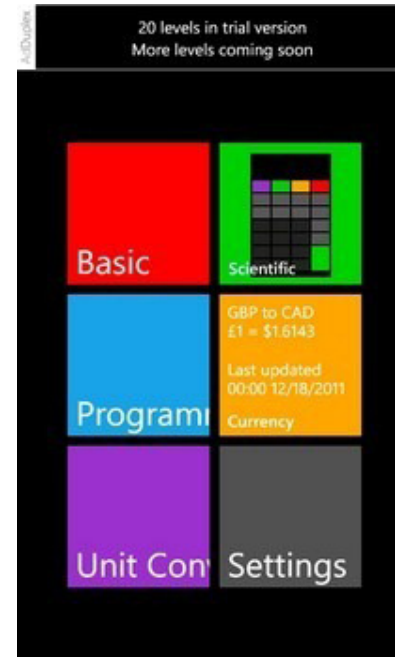 AdDuplex
20 levels in trial version
More levels coming soon
Basic
Scientific
Programm
GBP to CAD
£1 = $1.6143
Last updated
00:00 12/18/2011
Currency
Unit Conv
Settings